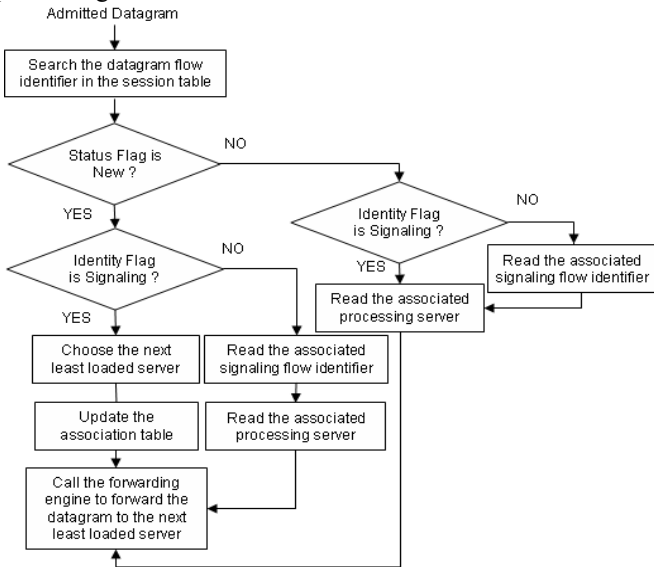 Admitted Datagram
Search the datagram flow
identifier in the session table
Status Flag is
New ?
NO
YES
Identity Flag
is Signaling ?
NO
YES
Read the associated
signaling flow identifier
Read the associated
processing server
Identity Flag
is Signaling ?
NO
YES
Choose the next
least loaded server
Read the associated
signaling flow identifier
Update the
association table
Read the associated
processing server
Call the forwarding
engine to forward the
datagram to the next
least loaded server